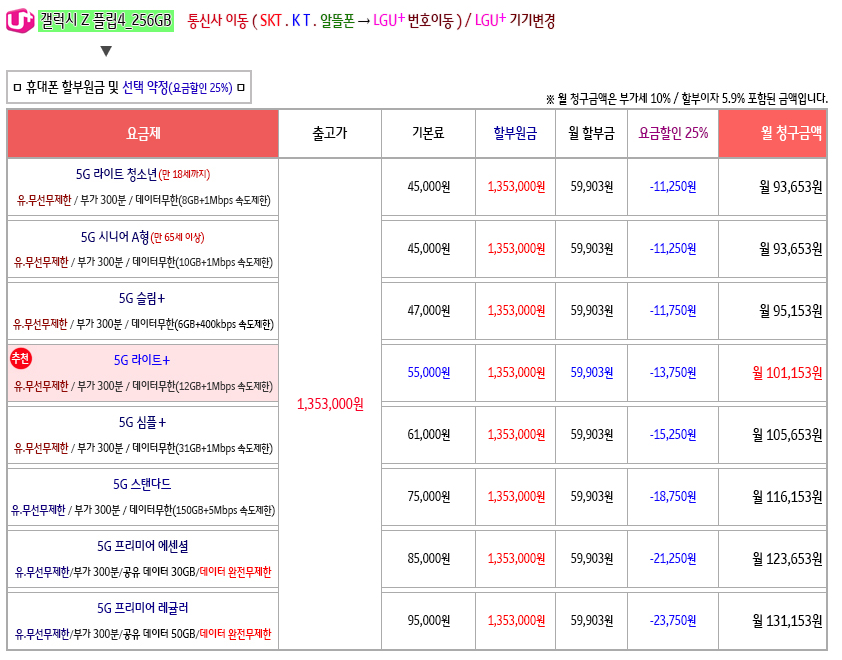 U+ 갤럭시 Z 플립4_256GB 통신사 이동 ( SKT . K T . 알뜰폰 → LGU+ 번호이동 ) / LGU+ 기기변경
▼
ㅁ 휴대폰 할부원금 및 선택 약정(요금할인 25%) ㅁ
※ 월 청구금액은 부가세 10% / 할부이자 5.9% 포함된 금액입니다.
요금제 출고가 기본료 할부원금 월 할부금 요금할인 25% 월 청구금액
5G 라이트 청소년(만 18세까지)
유.무선무제한 / 부가 300분 / 데이터무한(8GB+1Mbps 속도제한)
45,000원 1,353,000원 59,903원 -11,250원 월 93,653원
5G 시니어 A형(만 65세 이상)
유.무선무제한 / 부가 300분 / 데이터무한(10GB+1Mbps 속도제한)
45,000원 1,353,000원 59,903원 -11,250원 월 93,653원
5G 슬림+
유.무선무제한 / 부가 300분 / 데이터무한(6GB+400kbps 속도제한)
47,000원 1,353,000원 59,903원 -11,750원 월 95,153원
추천 5G 라이트+
유.무선무제한 / 부가 300분 / 데이터무한(12GB+1Mbps 속도제한)
55,000원 1,353,000원 59,903원 -13,750원 월 101,153원
1,353,000원
5G 심플+
유.무선무제한 / 부가 300분 / 데이터무한(31GB+1Mbps 속도제한)
61,000원 1,353,000원 59,903원 -15,250원 월 105,653원
5G 스탠다드
유.무선무제한 / 부가 300분 / 데이터무한(150GB+5Mbps 속도제한)
75,000원 1,353,000원 59,903원 -18,750원 월 116,153원
5G 프리미어 에센셜
유.무선무제한/부가 300분/공유 데이터 30GB/데이터 완전무제한
85,000원 1,353,000원 59,903원 -21,250원 월 123,653원
5G 프리미어 레귤러
유.무선무제한/부가 300분/공유 데이터 50GB/데이터 완전무제한
95,000원 1,353,000원 59,903원 -23,750원 월 131,153원